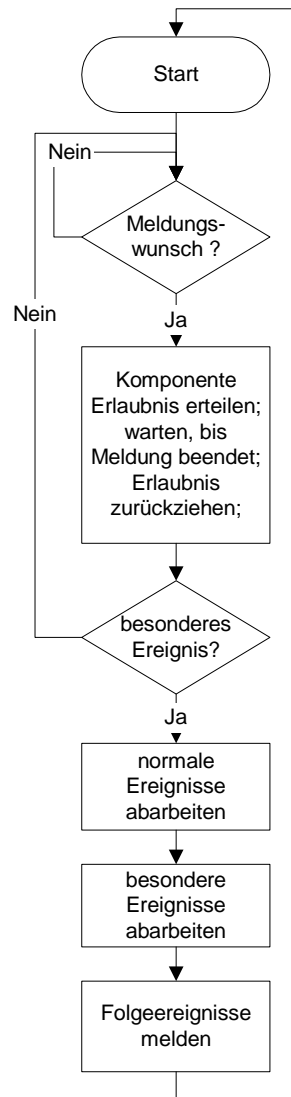 Start
Nein
Meldungs-
wunsch ?
Nein
Ja
Komponente
Erlaubnis erteilen;
warten, bis
Meldung beendet;
Erlaubnis
zurückziehen;
besonderes
Ereignis?
Ja
normale
Ereignisse
abarbeiten
besondere
Ereignisse
abarbeiten
Folgeereignisse
melden